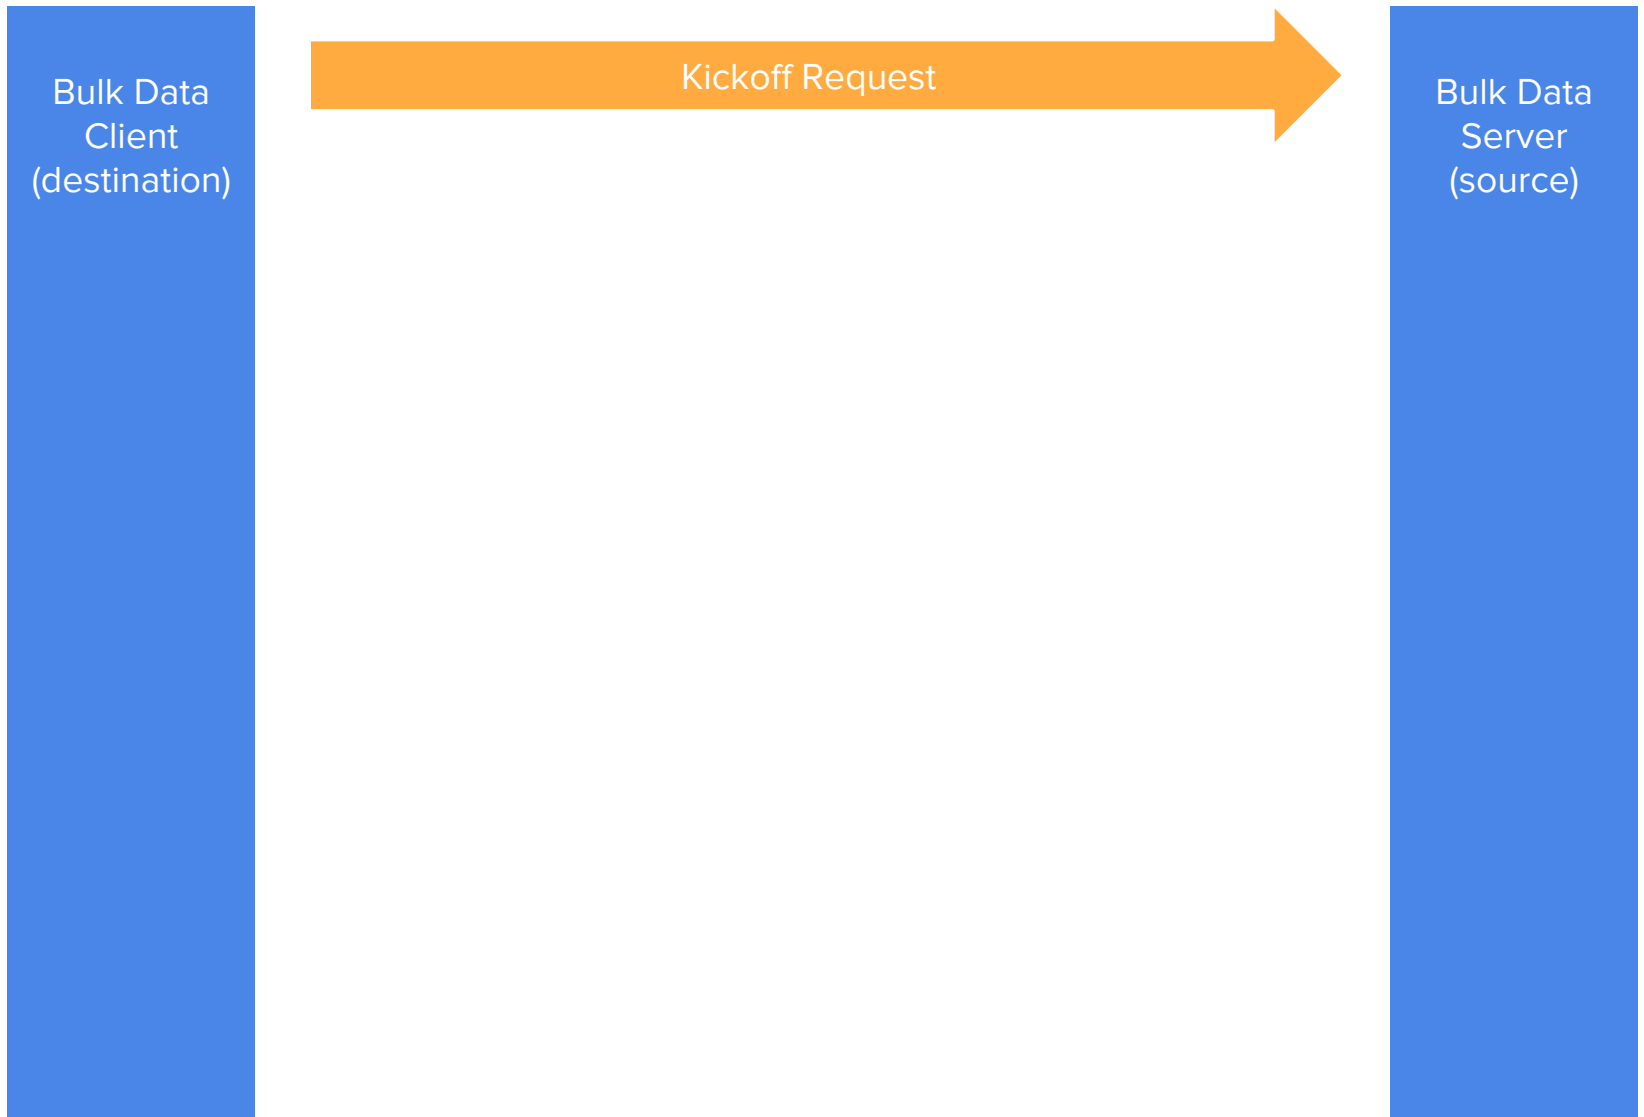 Bulk Data
Client
(destination)
Kickoff Request
Bulk Data
Server
(source)